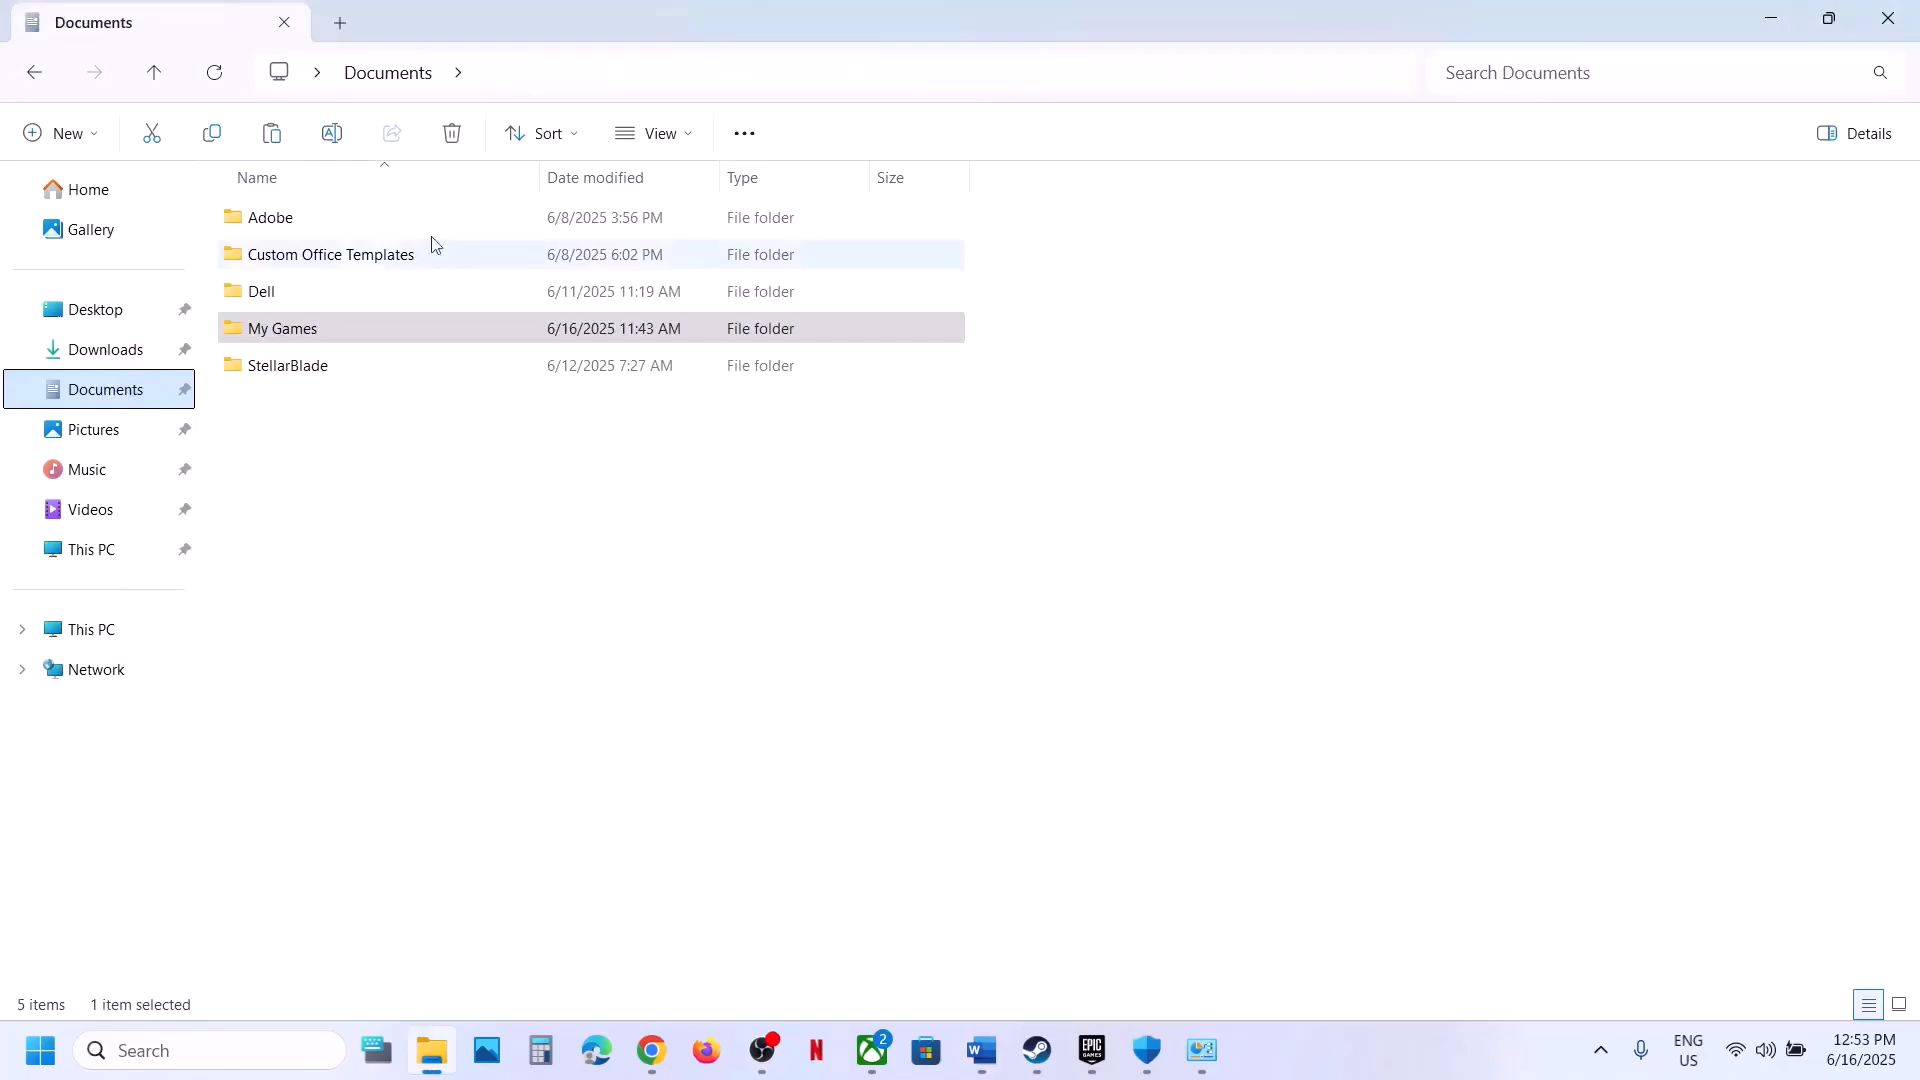 Documents
Documents
Search Documents
New
Sort
View
Details
Name
Date modified
Type
Size
Home
Gallery
Desktop
Downloads
Documents
Pictures
Music
Videos
This PC
This PC
Network
Adobe 6/8/2025 3:56 PM File folder
Custom Office Templates 6/8/2025 6:02 PM File folder
Dell 6/11/2025 11:19 AM File folder
My Games 6/16/2025 11:43 AM File folder
StellarBlade 6/12/2025 7:27 AM File folder
5 items 1 item selected
Search
N
2
W
EPIC
GAMES
ENG
US
12:53 PM
6/16/2025